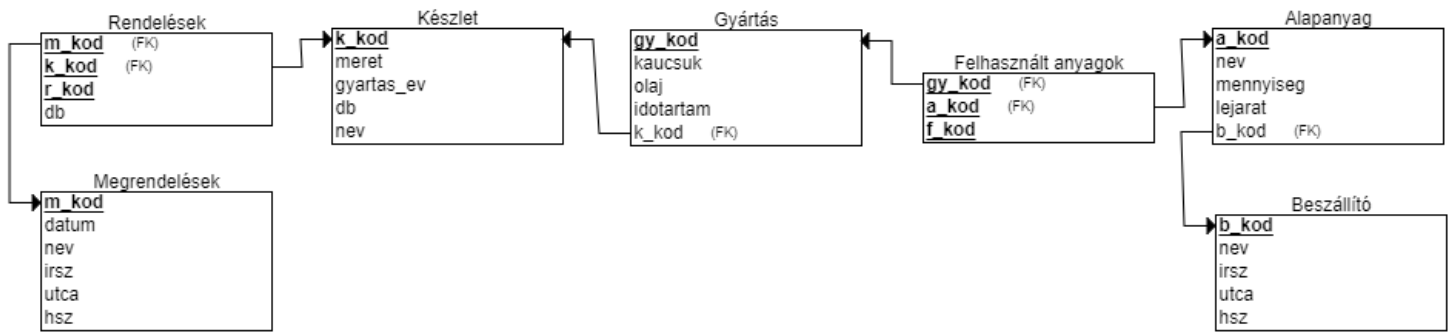 Rendelések
m_kod (FK)
k_kod (FK)
r_kod
db
Készlet
k_kod
meret
gyartas_ev
db
nev
Gyártás
gy_kod
kaucsuk
olaj
idotartam
k_kod (FK)
Felhasznált anyagok
gy_kod (FK)
a_kod (FK)
f_kod
Alapanyag
a_kod
nev
mennyiseg
lejarat
b_kod (FK)
Megrendelések
m_kod
datum
nev
irsz
utca
hsz
Beszállító
b_kod
nev
irsz
utca
hsz